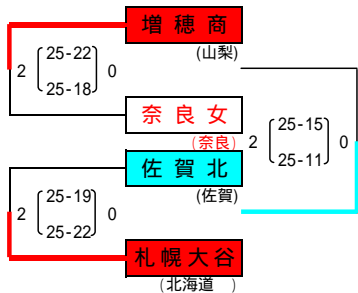 増穂商
(山梨)
2 25-22 0
25-18
奈良女
(奈良)
2 25-15 0
25-11
佐賀北
(佐賀)
2 25-19 0
25-22
札幌大谷
(北海道 )